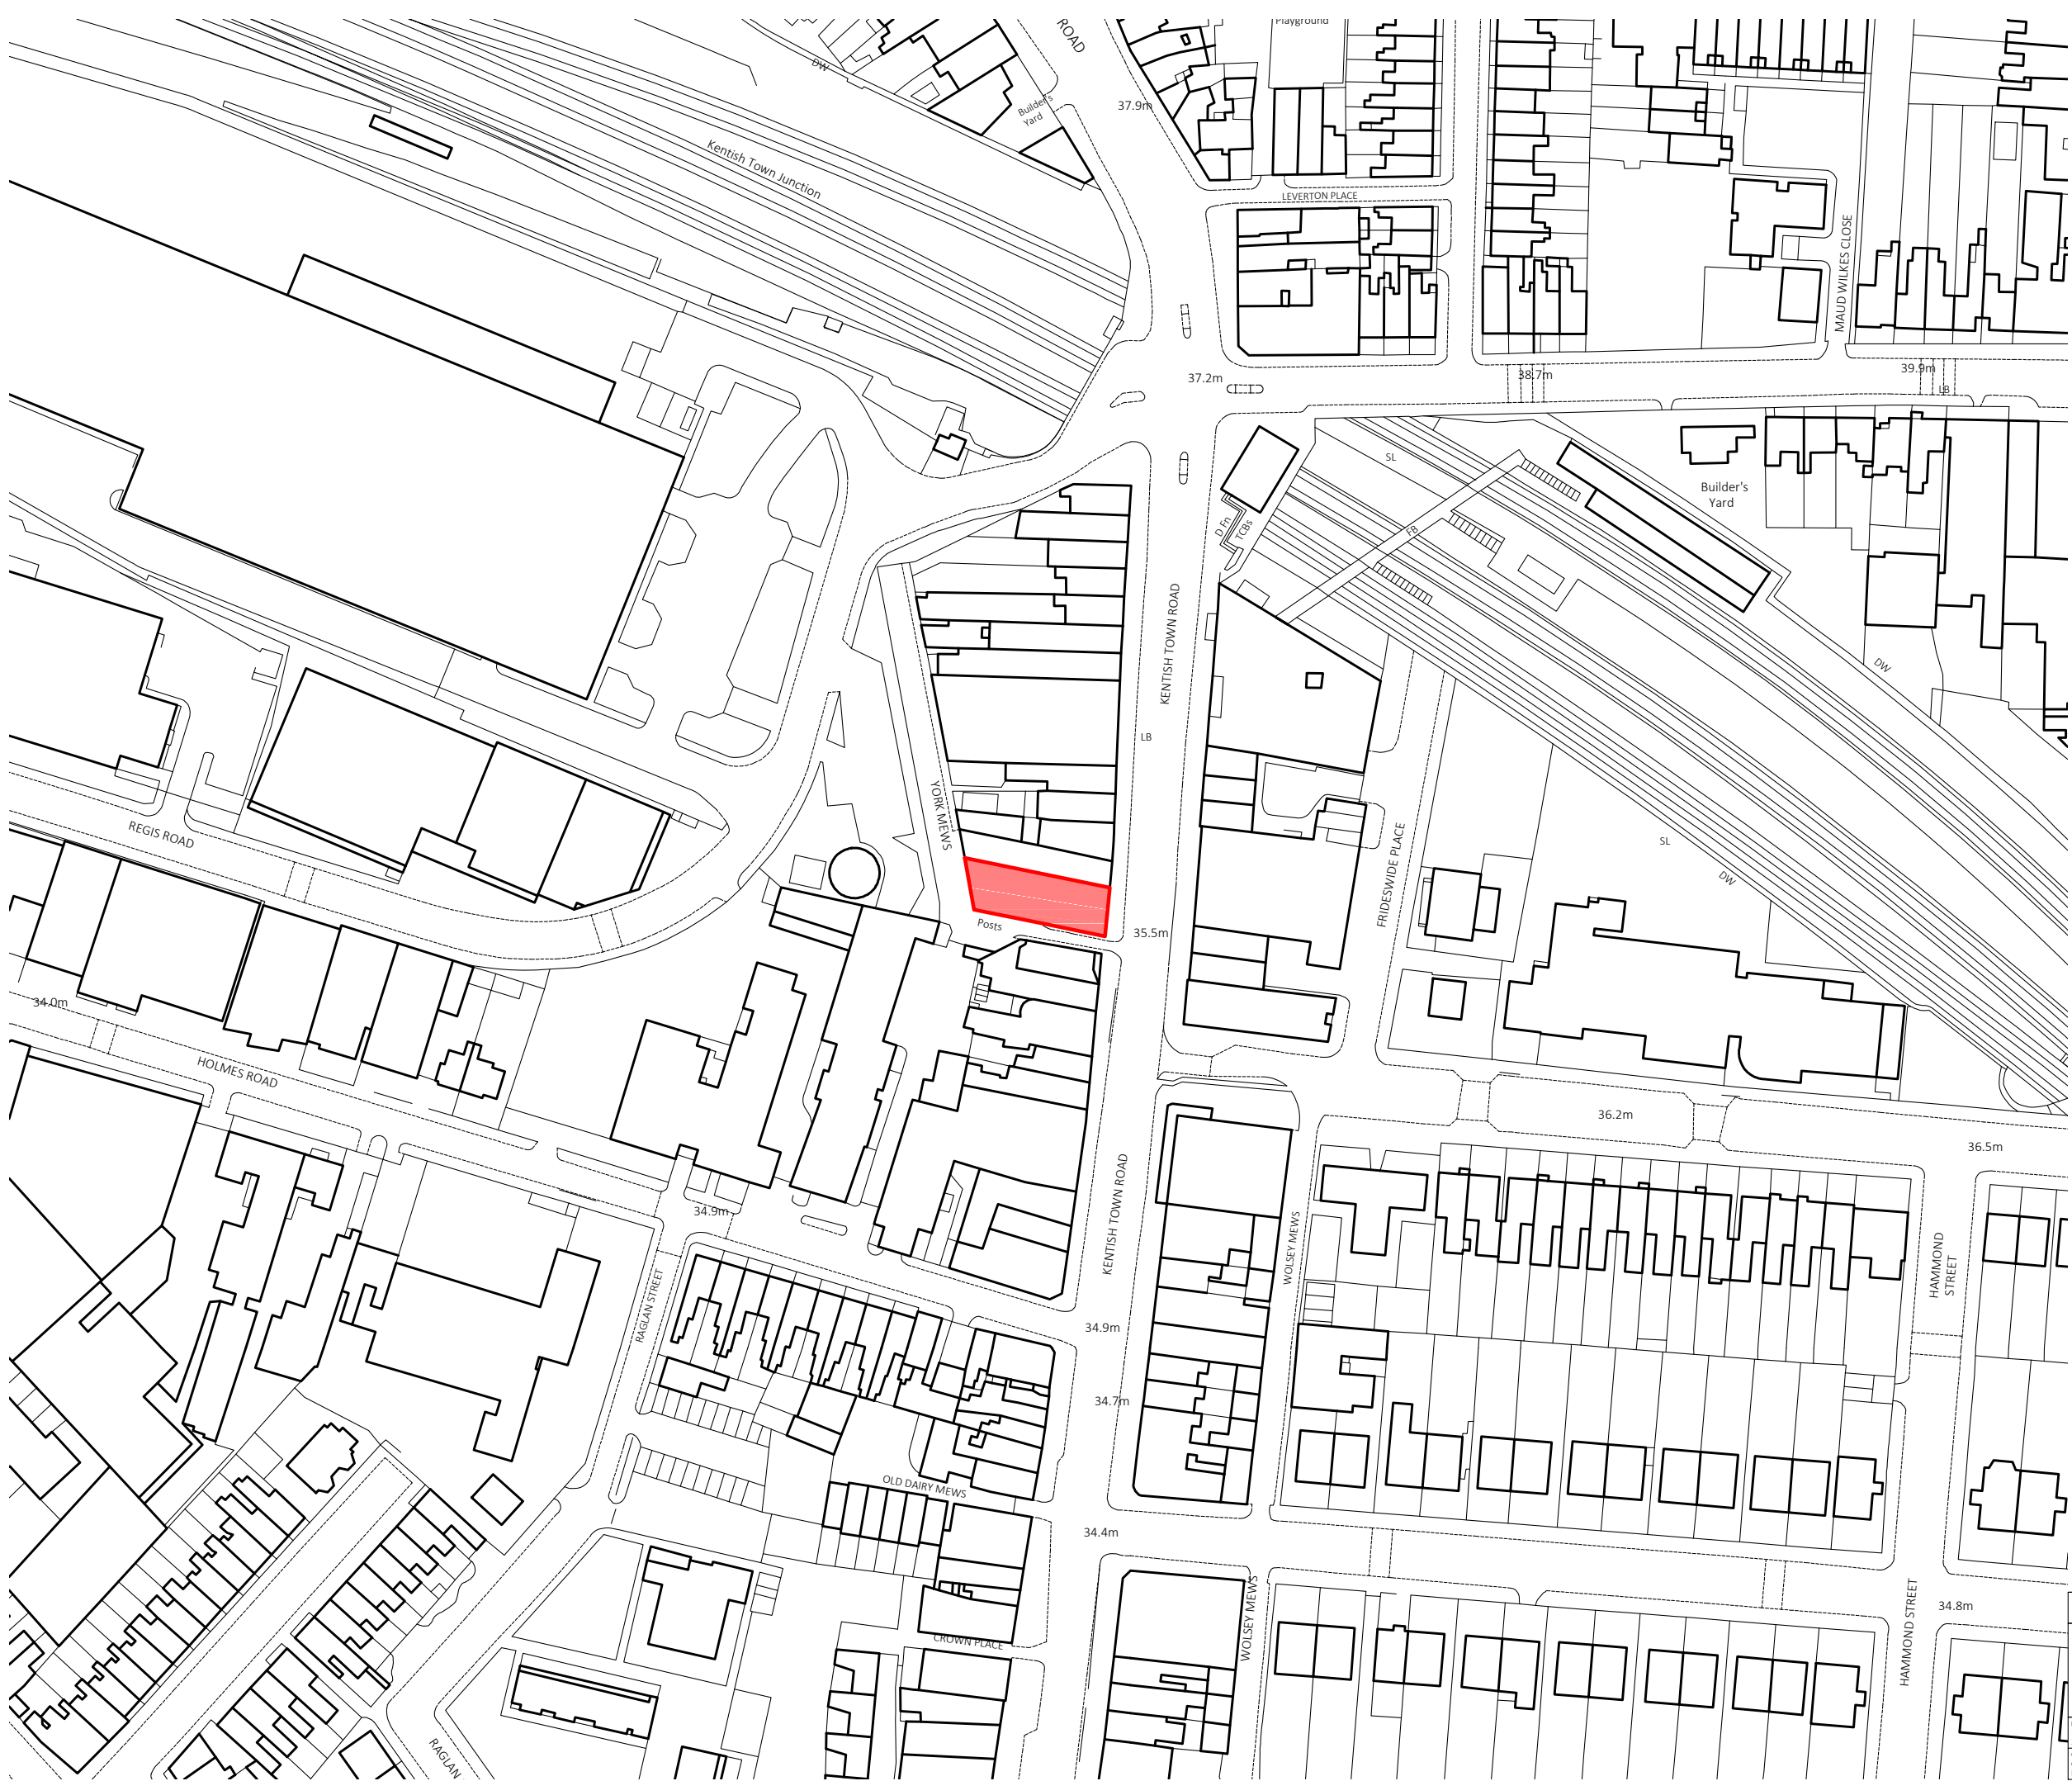 Playground
ROAD
DW
37.9m
Builder's
Yard
Kentish Town Junction
LEVERTON PLACE
MAUD WILKES CLOSE
37.2m
38.7m
39.9m
LB
SL
Builder's
Yard
D Fn
TCBs
FB
KENTISH TOWN ROAD
DW
LB
YORK MEWS
REGIS ROAD
FRIDESWIDE PLACE
SL
DW
Posts
35.5m
34.0m
HOLMES ROAD
36.2m
36.5m
34.9m
KENTISH TOWN ROAD
WOLSEY MEWS
HAMMOND
STREET
RAGLAN STREET
34.9m
34.7m
OLD DAIRY MEWS
34.4m
WOLSEY MEWS
HAMMOND STREET
34.8m
CROWN PLACE
RAGLAN